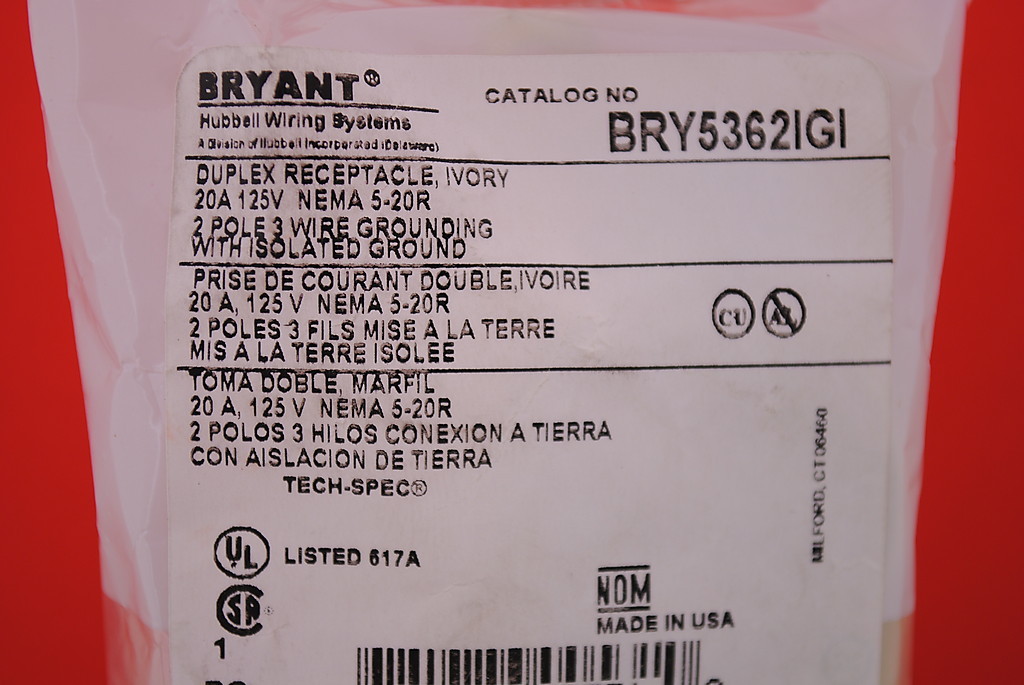 BRYANT®
CATALOG NO
BRY5362IGI
Hubbell Wiring Systems
A Division of Hubbell Incorporated (Delaware)
DUPLEX RECEPTACLE, IVORY
20A 125V NEMA 5-20R
2 POLE 3 WIRE GROUNDING
WITH ISOLATED GROUND
PRISE DE COURANT DOUBLE, IVOIRE
20 A, 125 V NEMA 5-20R
2 POLES 3 FILS MISE A LA TERRE
MIS A LA TERRE ISOLEE
CU AL
TOMA DOBLE, MARFIL
20 A, 125 V NEMA 5-20R
2 POLOS 3 HILOS CONEXION A TIERRA
CON AISLACION DE TIERRA
TECH-SPEC®
MILFORD, CT 06460
UL LISTED 617A
SA
NOM
MADE IN USA
1